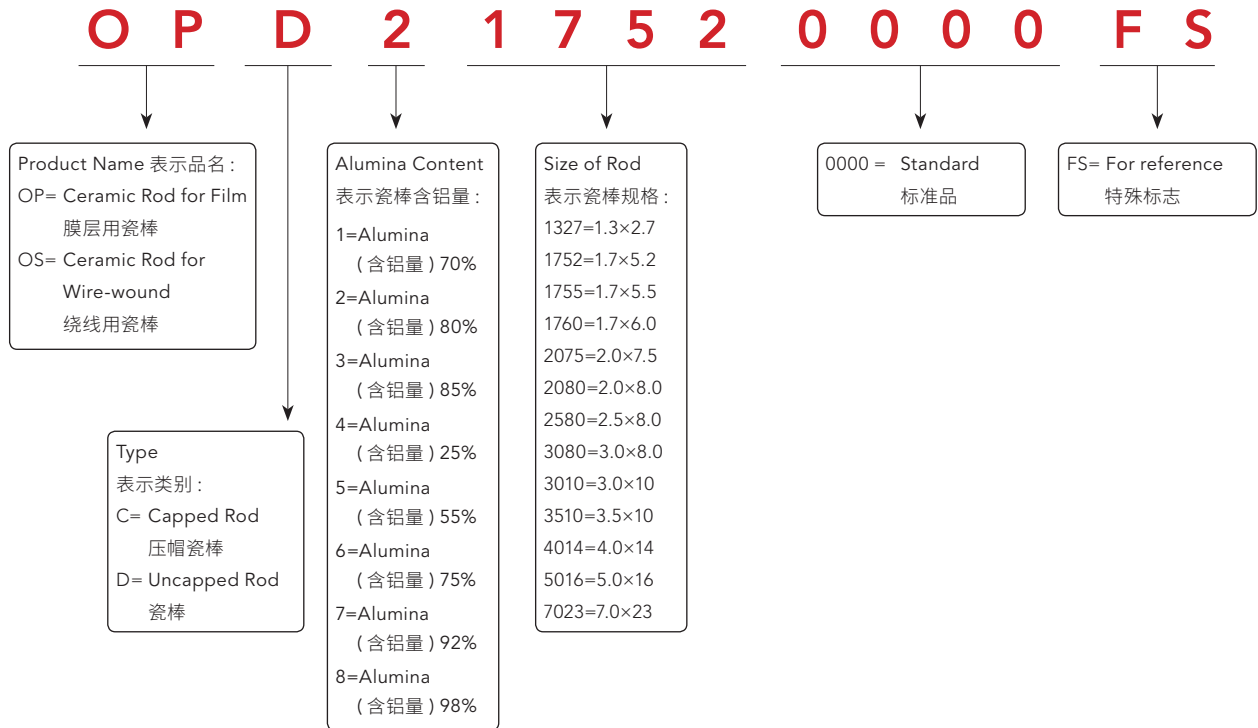 O P D 2 1 7 5 2 0 0 0 0 F S
Product Name 表示品名 :
OP= Ceramic Rod for Film
膜层用瓷棒
OS= Ceramic Rod for
Wire-wound
绕线用瓷棒
Type
表示类别 :
C= Capped Rod
压帽瓷棒
D= Uncapped Rod
瓷棒
Alumina Content
表示瓷棒含铝量 :
1=Alumina
( 含铝量 ) 70%
2=Alumina
( 含铝量 ) 80%
3=Alumina
( 含铝量 ) 85%
4=Alumina
( 含铝量 ) 25%
5=Alumina
( 含铝量 ) 55%
6=Alumina
( 含铝量 ) 75%
7=Alumina
( 含铝量 ) 92%
8=Alumina
( 含铝量 ) 98%
Size of Rod
表示瓷棒规格 :
1327=1.3×2.7
1752=1.7×5.2
1755=1.7×5.5
1760=1.7×6.0
2075=2.0×7.5
2080=2.0×8.0
2580=2.5×8.0
3080=3.0×8.0
3010=3.0×10
3510=3.5×10
4014=4.0×14
5016=5.0×16
7023=7.0×23
0000 = Standard
标准品
FS= For reference
特殊标志